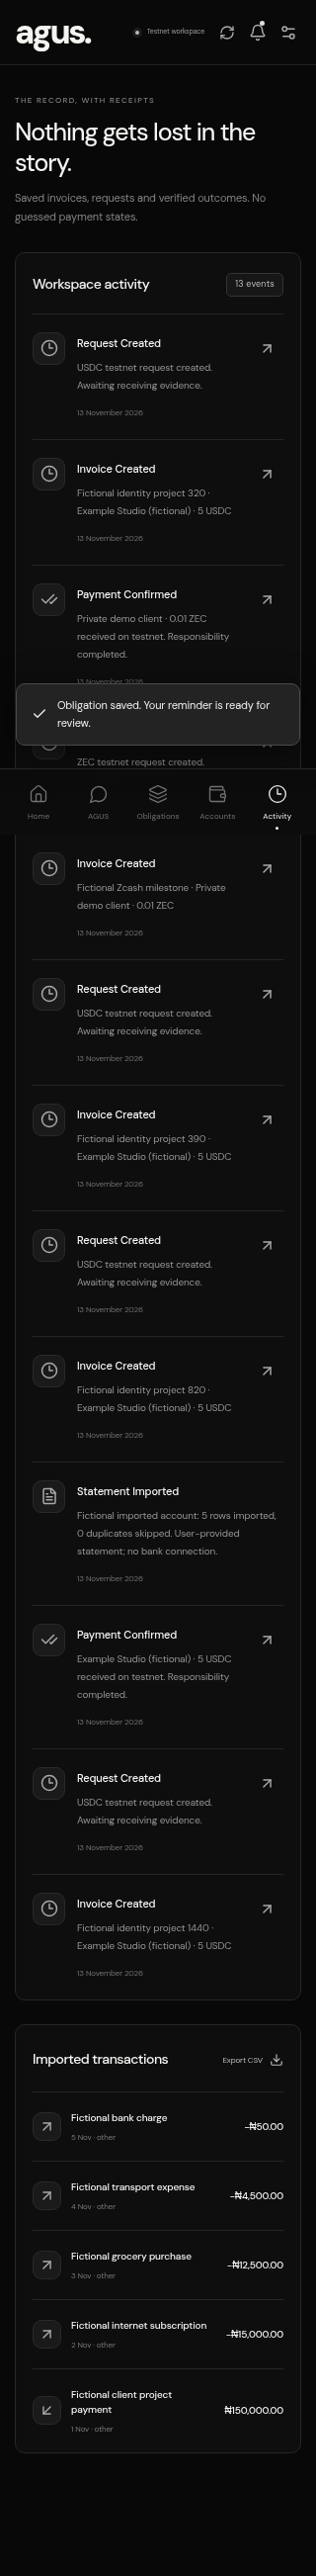 agus.
Testnet workspace
THE RECORD, WITH RECEIPTS
Nothing gets lost in the
story.
Saved invoices, requests and verified outcomes. No
guessed payment states.
Workspace activity
13 events
Request Created
USDC testnet request created.
Awaiting receiving evidence.
13 November 2026
Invoice Created
Fictional identity project 320 ·
Example Studio (fictional) · 5 USDC
13 November 2026
Payment Confirmed
Private demo client · 0.01 ZEC
received on testnet. Responsibility
completed.
13 November 2026
Obligation saved. Your reminder is ready for
review.
ZEC testnet request created.
Home
AGUS
Obligations
Accounts
Activity
Invoice Created
Fictional Zcash milestone · Private
demo client · 0.01 ZEC
13 November 2026
Request Created
USDC testnet request created.
Awaiting receiving evidence.
13 November 2026
Invoice Created
Fictional identity project 390 ·
Example Studio (fictional) · 5 USDC
13 November 2026
Request Created
USDC testnet request created.
Awaiting receiving evidence.
13 November 2026
Invoice Created
Fictional identity project 820 ·
Example Studio (fictional) · 5 USDC
13 November 2026
Statement Imported
Fictional imported account: 5 rows imported,
0 duplicates skipped. User-provided
statement; no bank connection.
13 November 2026
Payment Confirmed
Example Studio (fictional) · 5 USDC
received on testnet. Responsibility
completed.
13 November 2026
Request Created
USDC testnet request created.
Awaiting receiving evidence.
13 November 2026
Invoice Created
Fictional identity project 1440 ·
Example Studio (fictional) · 5 USDC
13 November 2026
Imported transactions
Export CSV
Fictional bank charge
5 Nov · other
-₦50.00
Fictional transport expense
4 Nov · other
-₦4,500.00
Fictional grocery purchase
3 Nov · other
-₦12,500.00
Fictional internet subscription
2 Nov · other
-₦15,000.00
Fictional client project
payment
1 Nov · other
₦150,000.00